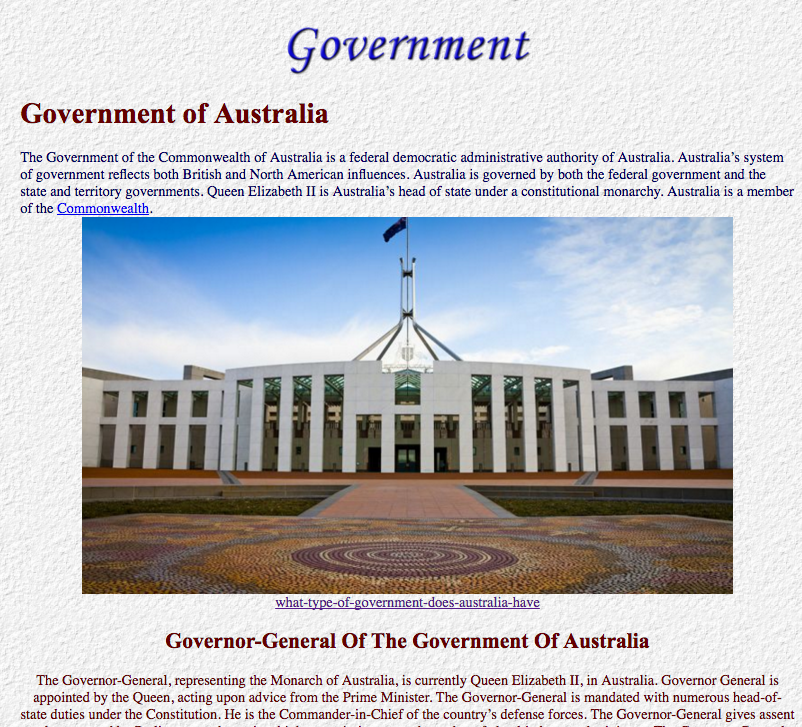 Government
Government of Australia
The Government of the Commonwealth of Australia is a federal democratic administrative authority of Australia. Australia’s system
of government reflects both British and North American influences. Australia is governed by both the federal government and the
state and territory governments. Queen Elizabeth II is Australia’s head of state under a constitutional monarchy. Australia is a member
of the Commonwealth.
what-type-of-government-does-australia-have
Governor-General Of The Government Of Australia
The Governor-General, representing the Monarch of Australia, is currently Queen Elizabeth II, in Australia. Governor General is
appointed by the Queen, acting upon advice from the Prime Minister. The Governor-General is mandated with numerous head-of-
state duties under the Constitution. He is the Commander-in-Chief of the country’s defense forces. The Governor-General gives assent